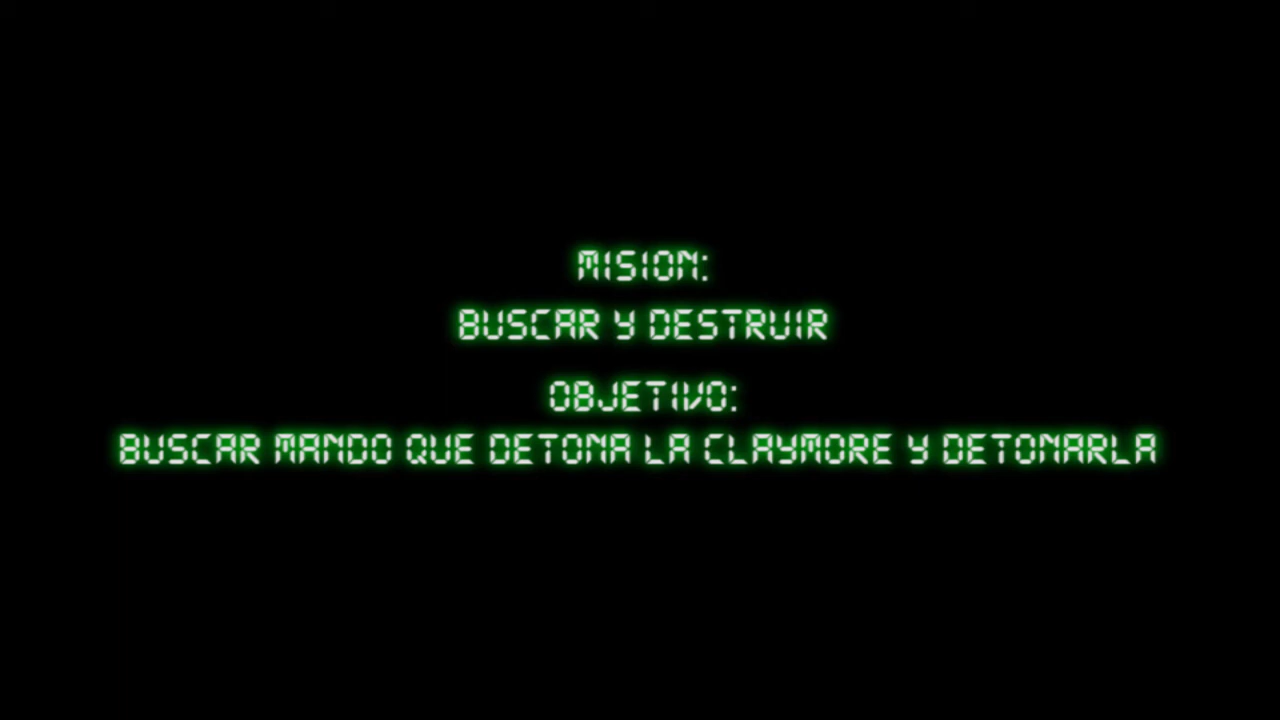 MISION:
BUSCAR Y DESTRUIR
OBJETIVO:
BUSCAR MANDO QUE DETONA LA CLAYMORE Y DETONARLA